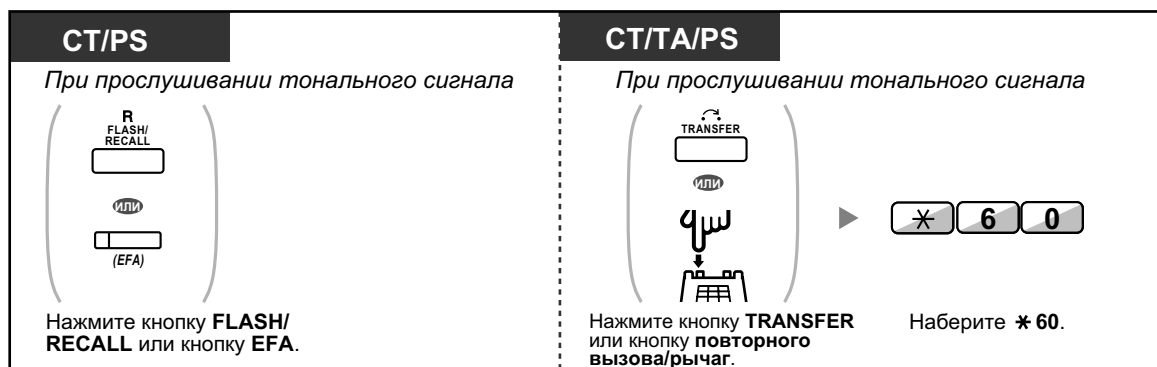 CT/PS
При прослушивании тонального сигнала
R
FLASH/
RECALL
или
(EFA)
Нажмите кнопку FLASH/
RECALL или кнопку EFA.
CT/TA/PS
При прослушивании тонального сигнала
TRANSFER
или
Нажмите кнопку TRANSFER
или кнопку повторного
вызова/рычаг.
* 6 0
Наберите * 60.